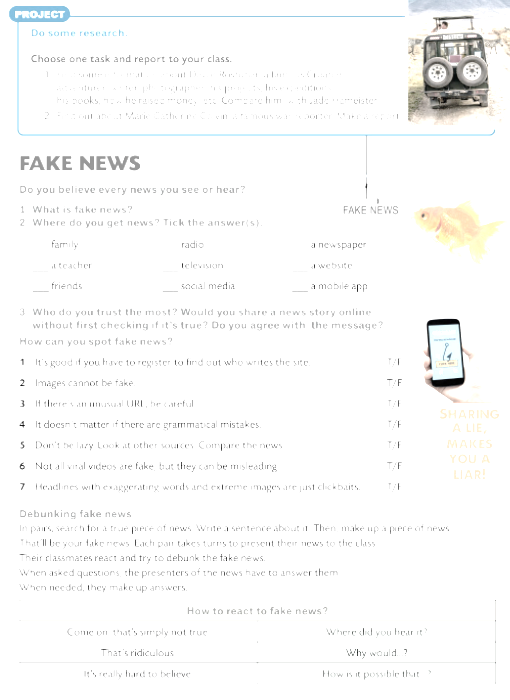 PROJECT
Do some research
Choose one task and report to your class.
his books, how he raised money, etc. Compare him with
FAKE NEWS
Do you believe every news you see or hear?
1 What is fake news?
FAKE NEWS
2 Where do you get news? Tick the answer(s).
family radio a newspaper
___ a teacher ___ television ___ a website
___ friends ___ social media ___ a mobile app
3 Who do you trust the most? Would you share a news story online
without first checking if it's true? Do you agree with the message?
How can you spot fake news?
1 It's good if you have to register to find out who writes the site. T/F
2 Images cannot be fake. T/F
3 If there's an unusual URL, be careful. T/F
4 It doesn't matter if there are grammatical mistakes. T/F
5 Don't be lazy. Look at other sources. Compare the news. T/F
6 Not all viral videos are fake, but they can be misleading. T/F
7 Headlines with exaggerating words and extreme images are just clickbaits. T/F
SHARING
A LIE,
MAKES
YOU A
LIAR!
Debunking fake news
In pairs, search for a true piece of news. Write a sentence about it. Then, make up a piece of news.
That'll be your fake news. Each pair takes turns to present their news to the class.
Their classmates react and try to debunk the fake news.
When asked questions, the presenters of the news have to answer them.
When needed, they make up answers.
How to react to fake news?
Come on, that's simply not true. Where did you hear it?
That's ridiculous. Why would...?
It's really hard to believe. How is it possible that...?